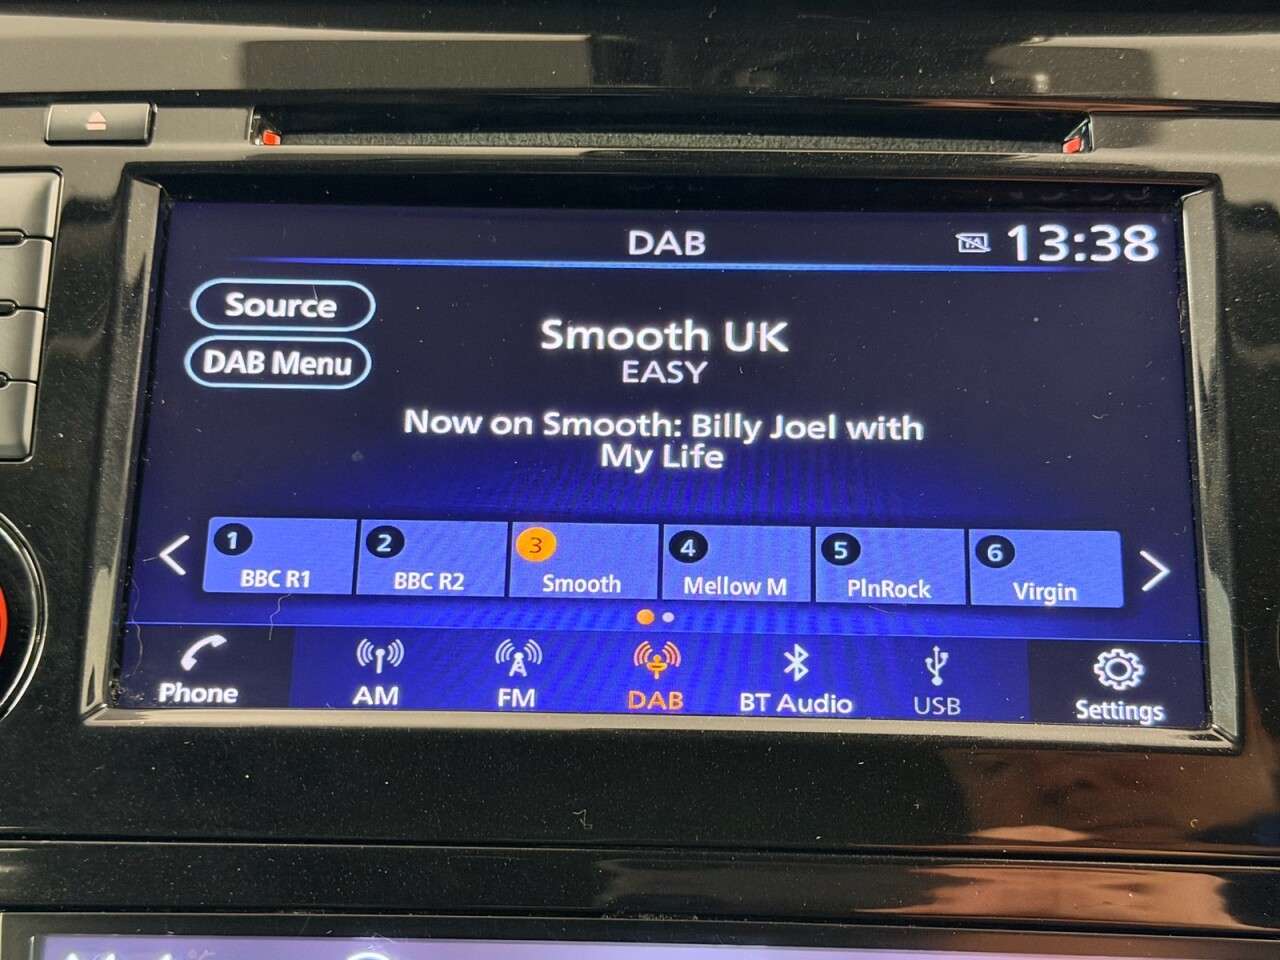 DAB
TA 13:38
Source
Smooth UK
DAB Menu
EASY
Now on Smooth: Billy Joel with
My Life
1 2 3 4 5 6
BBC R1 BBC R2 Smooth Mellow M PlnRock Virgin
Phone AM FM DAB BT Audio USB Settings